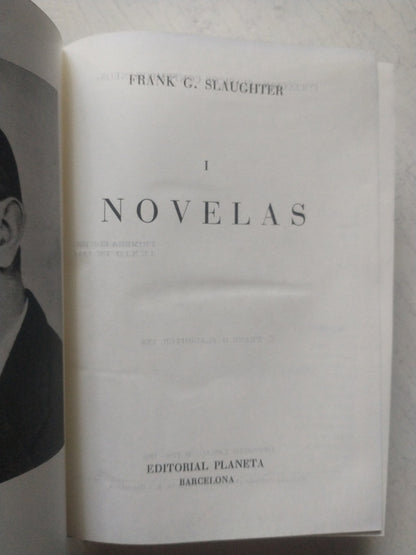 FRANK G. SLAUGHTER
I
NOVELAS
EDITORIAL PLANETA
BARCELONA